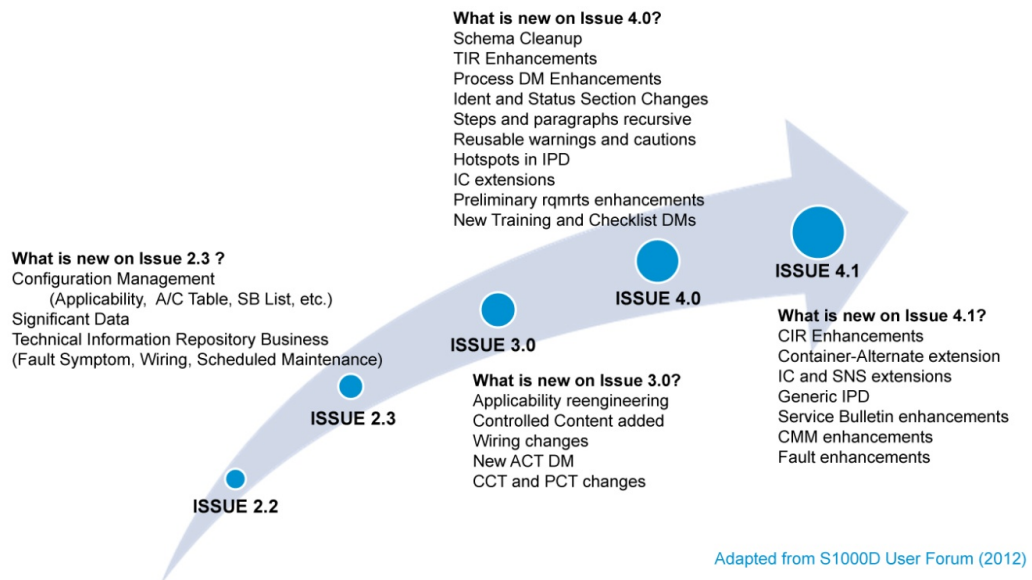 What is new on Issue 4.0?
Schema Cleanup
TIR Enhancements
Process DM Enhancements
Ident and Status Section Changes
Steps and paragraphs recursive
Reusable warnings and cautions
Hotspots in IPD
IC extensions
Preliminary rqmrts enhancements
New Training and Checklist DMs
What is new on Issue 2.3 ?
Configuration Management
(Applicability, A/C Table, SB List, etc.)
Significant Data
Technical Information Repository Business
(Fault Symptom, Wiring, Scheduled Maintenance)
ISSUE 2.2
ISSUE 2.3
ISSUE 3.0
ISSUE 4.0
ISSUE 4.1
What is new on Issue 3.0?
Applicability reengineering
Controlled Content added
Wiring changes
New ACT DM
CCT and PCT changes
What is new on Issue 4.1?
CIR Enhancements
Container-Alternate extension
IC and SNS extensions
Generic IPD
Service Bulletin enhancements
CMM enhancements
Fault enhancements
Adapted from S1000D User Forum (2012)